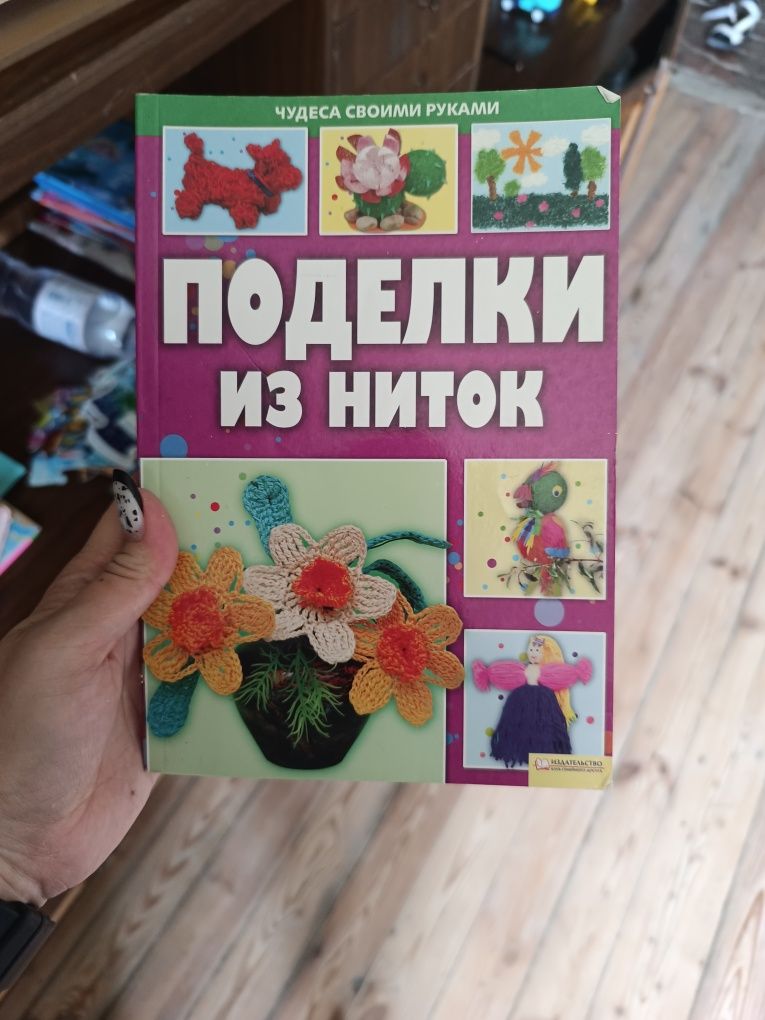 ЧУДЕСА СВОИМИ РУКАМИ
ПОДЕЛКИ
ИЗ НИТОК
ИЗДАТЕЛЬСТВО